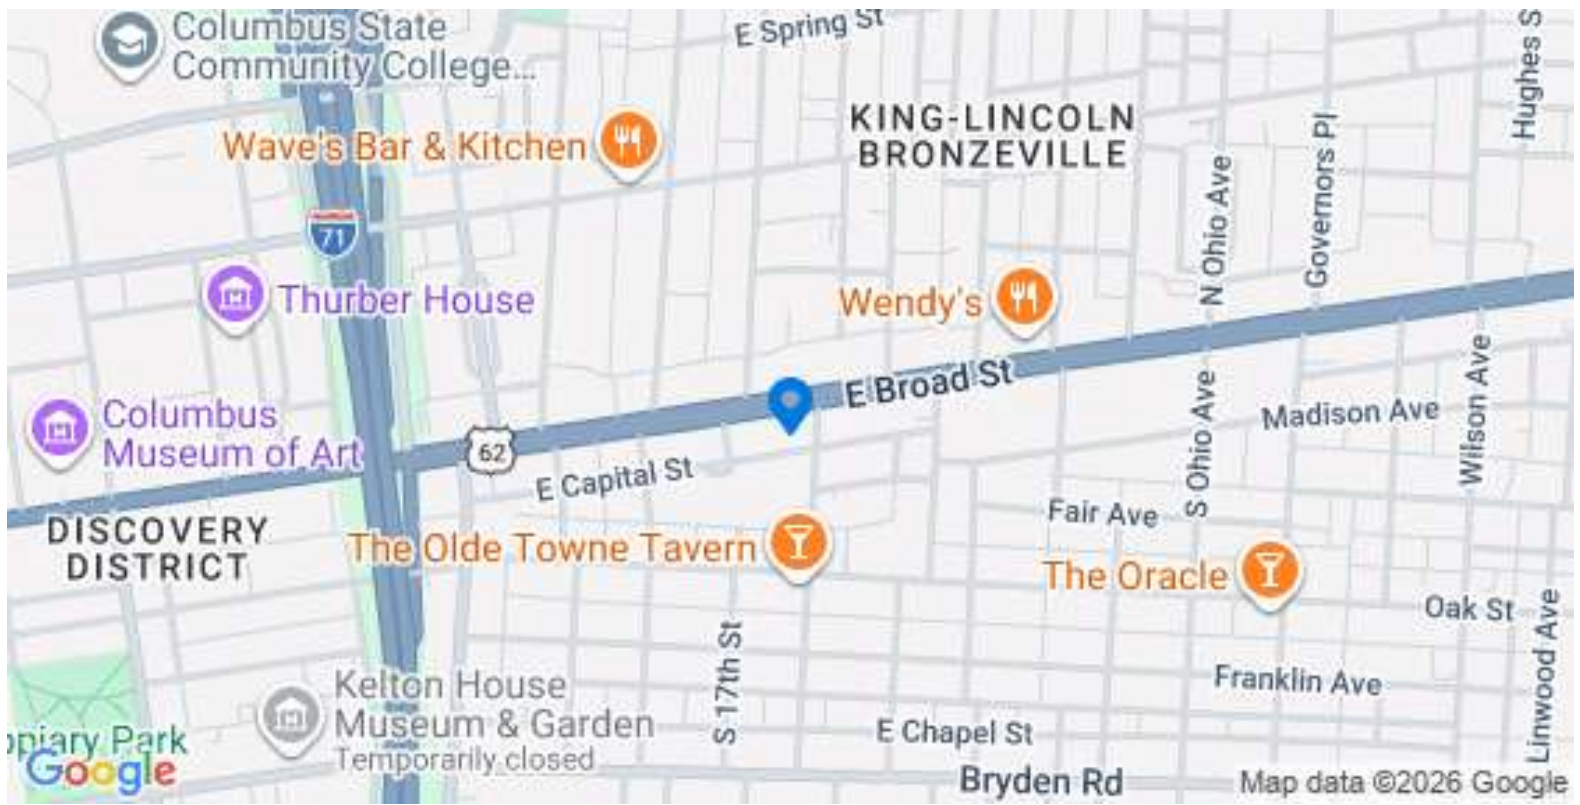 Columbus State
Community College...
E Spring St
Hughes S
KING-LINCOLN
BRONZEVILLE
Wave's Bar & Kitchen
Governors Pl
N Ohio Ave
71
Thurber House
Wendy's
E Broad St
Wilson Ave
S Ohio Ave
Madison Ave
Columbus
Museum of Art
62
E Capital St
Fair Ave
DISCOVERY
DISTRICT
The Olde Towne Tavern
The Oracle
Oak St
Linwood Ave
S 17th St
Franklin Ave
Kelton House
Museum & Garden
Temporarily closed
E Chapel St
opiary Park
Google
Bryden Rd
Map data ©2026 Google